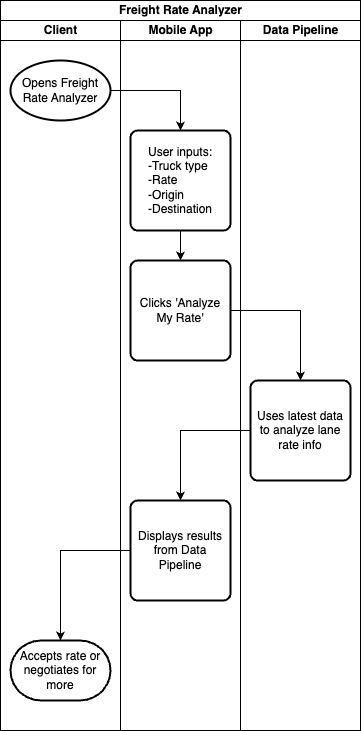 Freight Rate Analyzer
Client
Mobile App
Data Pipeline
Opens Freight
Rate Analyzer
User inputs:
-Truck type
-Rate
-Origin
-Destination
Clicks 'Analyze
My Rate'
Uses latest data
to analyze lane
rate info
Displays results
from Data
Pipeline
Accepts rate or
negotiates for
more